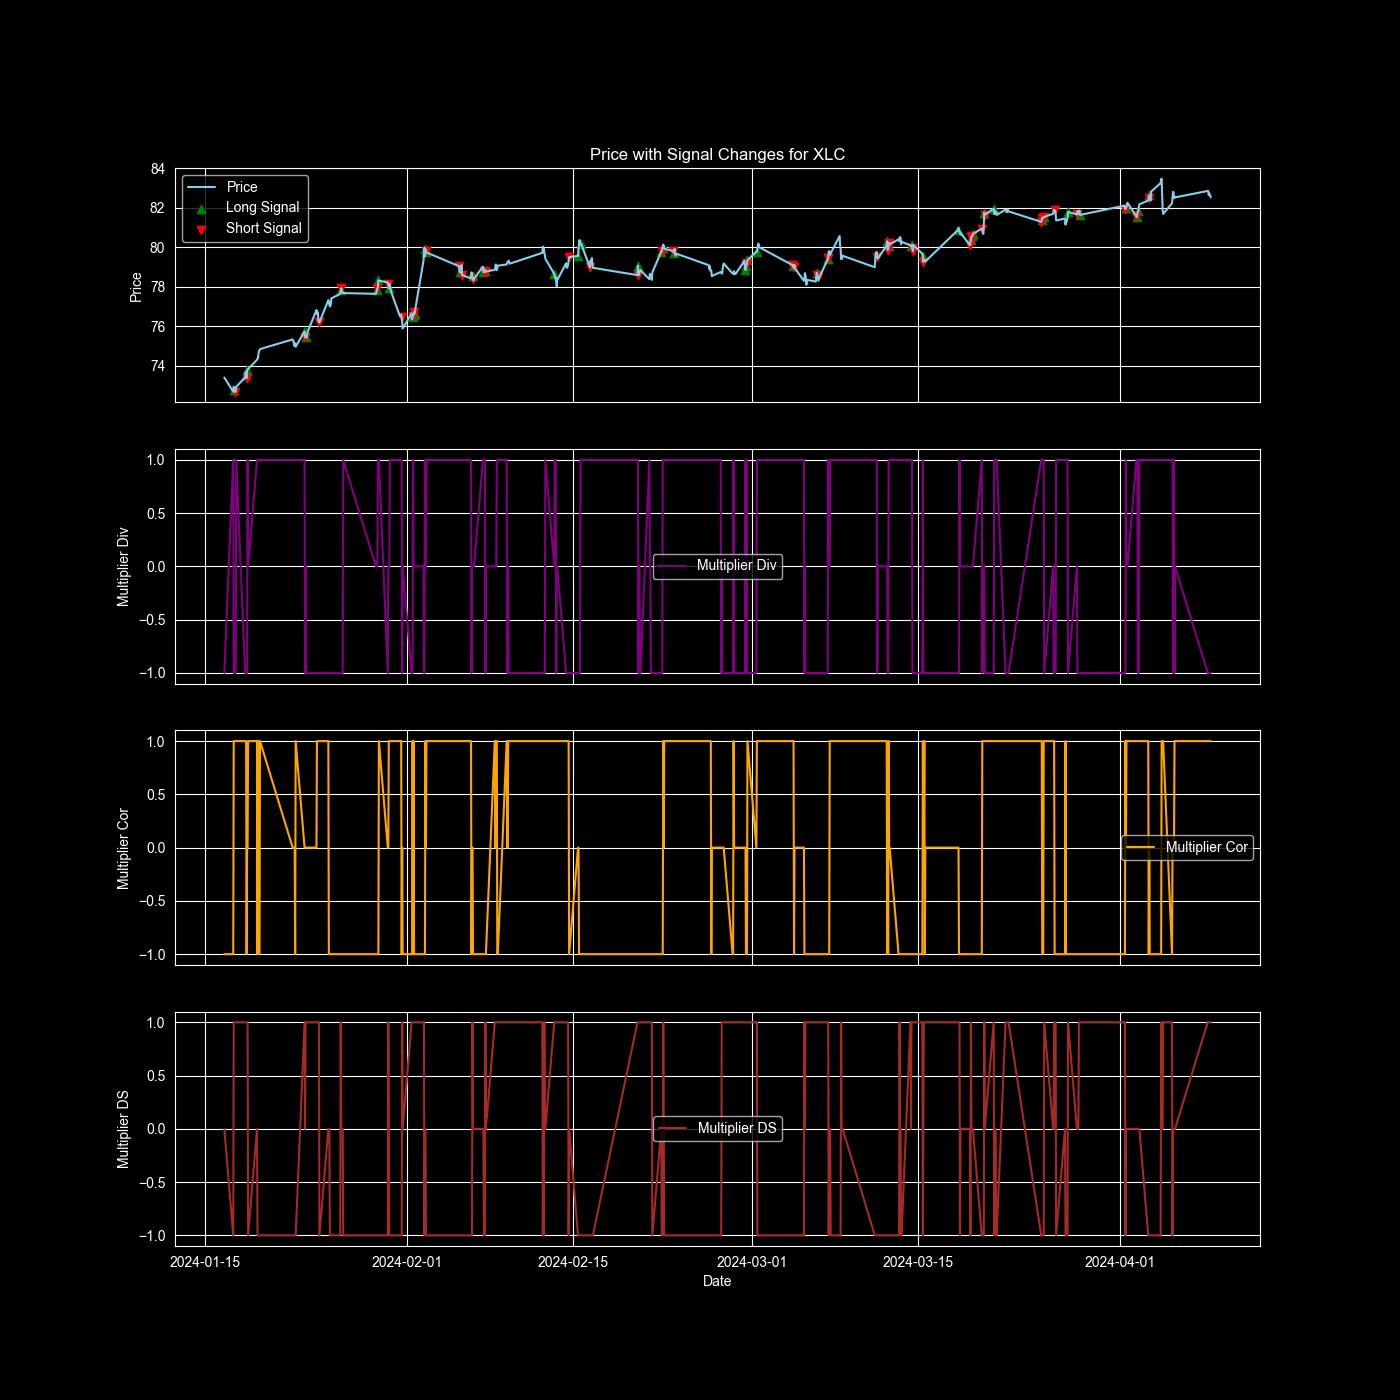 Price with Signal Changes for XLC
84
82
80
78
76
74
Price
Price
Long Signal
Short Signal
1.0
0.5
0.0
−0.5
−1.0
Multiplier Div
Multiplier Div
1.0
0.5
0.0
−0.5
−1.0
Multiplier Cor
Multiplier Cor
1.0
0.5
0.0
−0.5
−1.0
Multiplier DS
Multiplier DS
2024-01-15 2024-02-01 2024-02-15 2024-03-01 2024-03-15 2024-04-01
Date